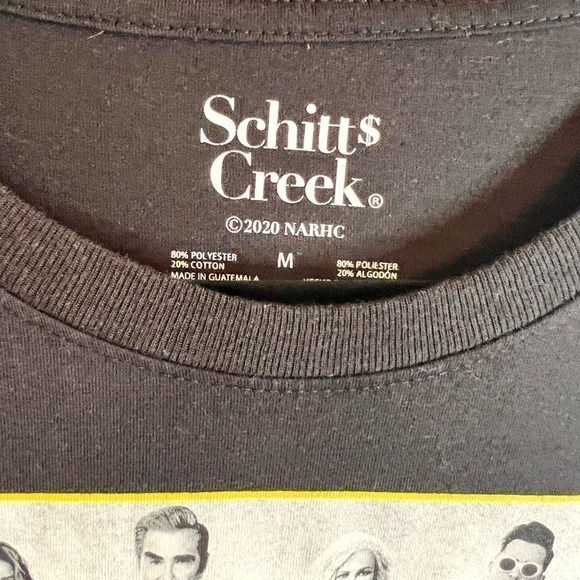 Schitt$
Creek®
©2020 NARHC
80% POLYESTER
20% COTTON
MADE IN GUATEMALA
M
80% POLIESTER
20% ALGODÓN